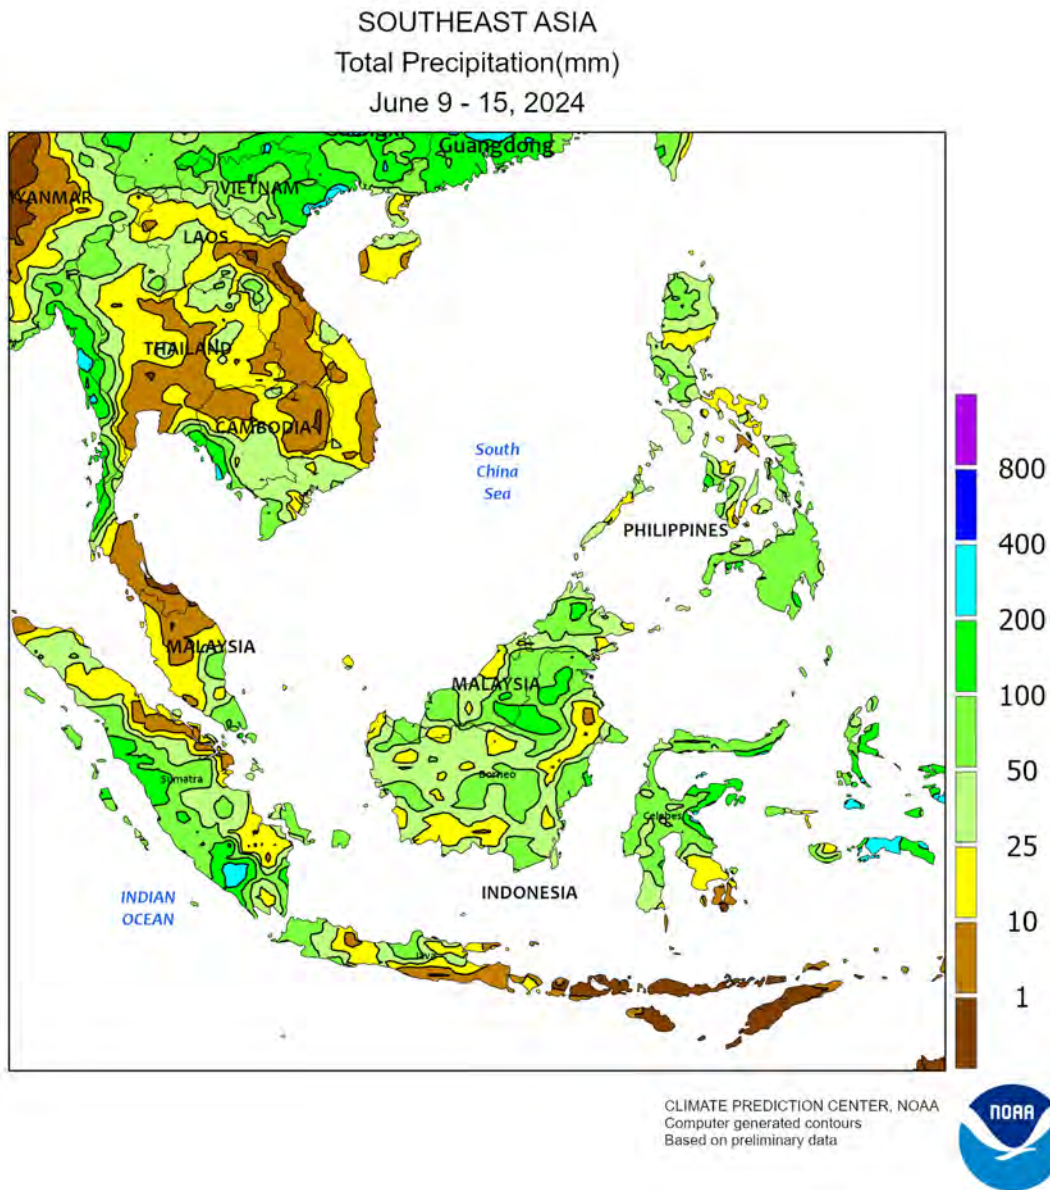 SOUTHEAST ASIA
Total Precipitation(mm)
June 9 - 15, 2024
Guangdong
VIETNAM
YANMAR
LAOS
THAILAND
CAMBODIA
South
China
Sea
PHILIPPINES
MALAYSIA
MALAYSIA
Sumatra
Borneo
Celebes
INDONESIA
INDIAN
OCEAN
800
400
200
100
50
25
10
1
CLIMATE PREDICTION CENTER, NOAA
Computer generated contours
Based on preliminary data
NOAA